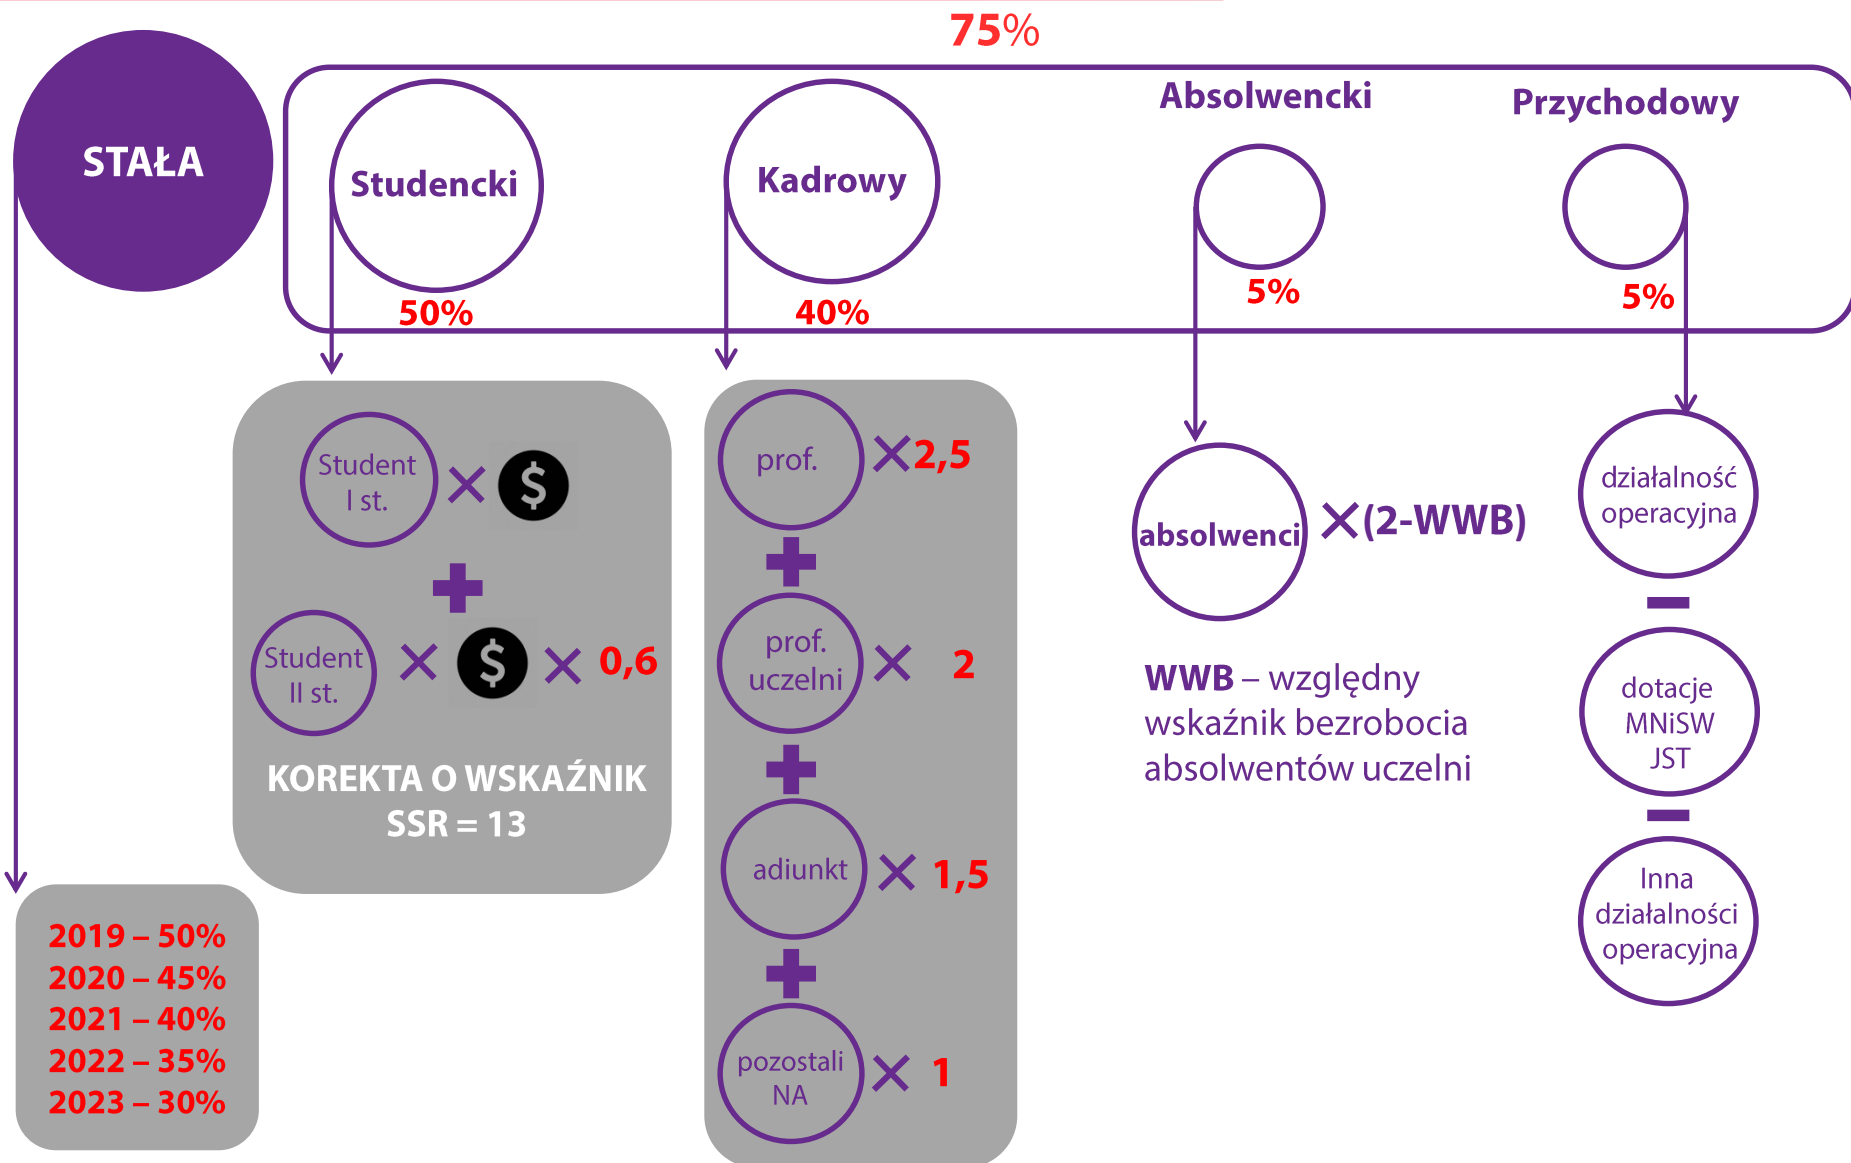 75%
STAŁA
Studencki
50%
Kadrowy
40%
Absolwencki
5%
Przychodowy
5%
2019 – 50%
2020 – 45%
2021 – 40%
2022 – 35%
2023 – 30%
Student
I st.
×
$
+
Student
II st.
×
$
× 0,6
KOREKTA O WSKAŹNIK
SSR = 13
prof.
×2,5
+
prof.
uczelni
× 2
+
adiunkt
× 1,5
+
pozostali
NA
× 1
absolwenci
×(2-WWB)
WWB – względny
wskaźnik bezrobocia
absolwentów uczelni
działalność
operacyjna
–
dotacje
MNiSW
JST
–
Inna
działalności
operacyjna